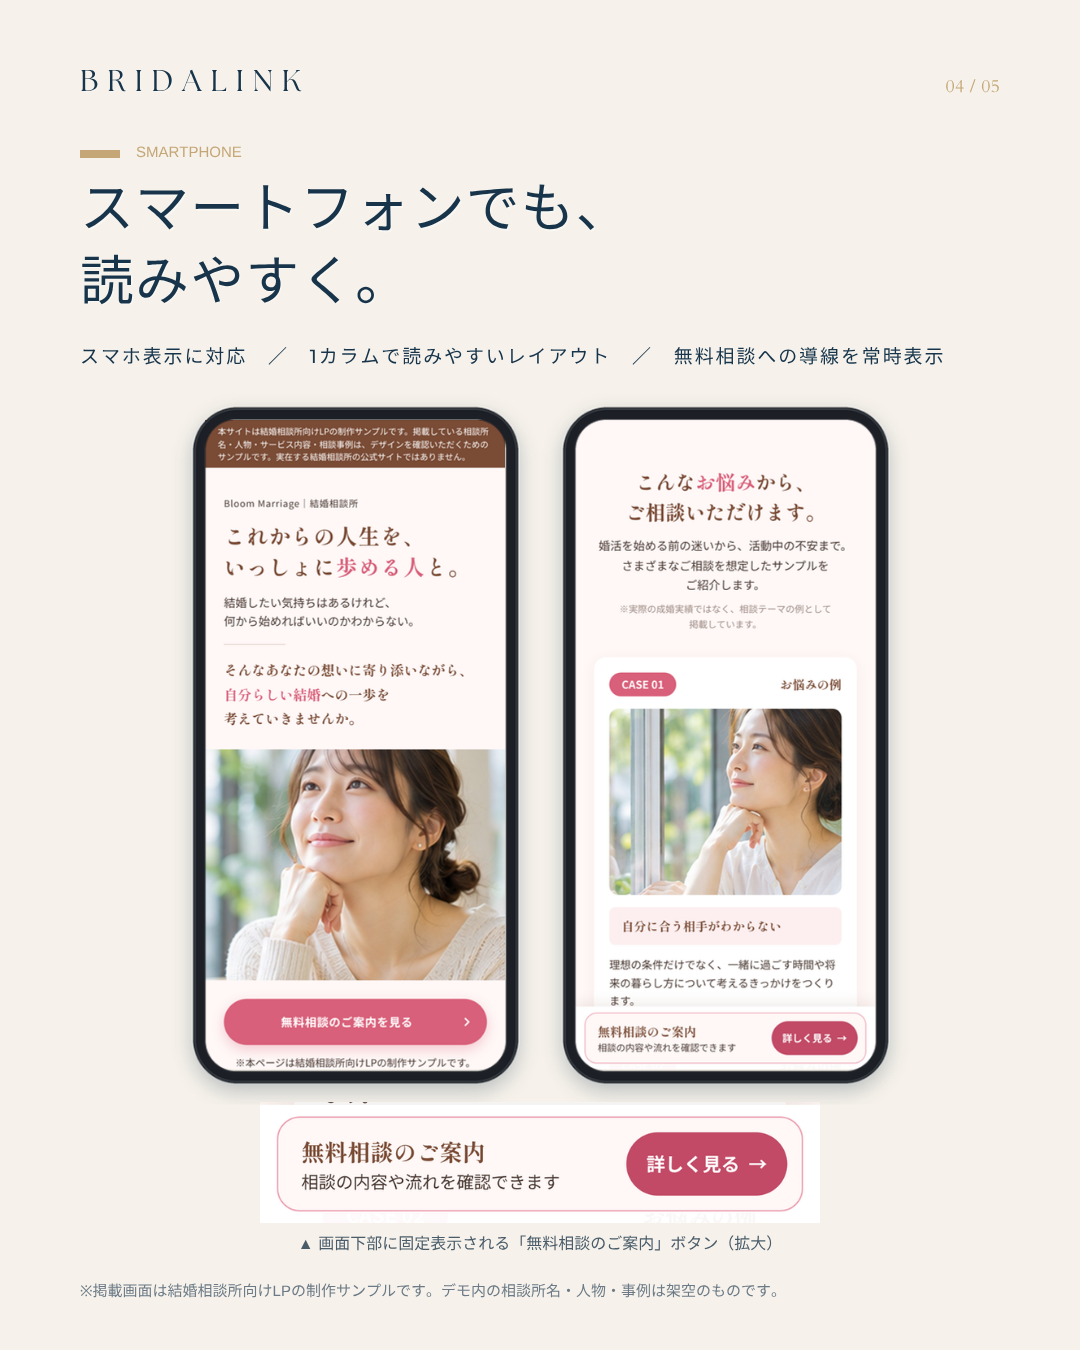 BRIDALINK
04 / 05
SMARTPHONE
スマートフォンでも、
読みやすく。
スマホ表示に対応　／　1カラムで読みやすいレイアウト　／　無料相談への導線を常時表示
本サイトは結婚相談所向けLPの制作サンプルです。掲載している相談所
名・人物・サービス内容・相談事例は、デザインを確認いただくための
サンプルです。実在する結婚相談所の公式サイトではありません。
Bloom Marriage｜結婚相談所
これからの人生を、
いっしょに歩める人と。
結婚したい気持ちはあるけれど、
何から始めればいいのかわからない。
そんなあなたの想いに寄り添いながら、
自分らしい結婚への一歩を
考えていきませんか。
無料相談のご案内を見る
※本ページは結婚相談所向けLPの制作サンプルです。
こんなお悩みから、
ご相談いただけます。
婚活を始める前の迷いから、活動中の不安まで。
さまざまなご相談を想定したサンプルを
ご紹介します。
※実際の成婚実績ではなく、相談テーマの例として
掲載しています。
CASE 01
お悩みの例
自分に合う相手がわからない
理想の条件だけでなく、一緒に過ごす時間や将
来の暮らし方について考えるきっかけをつくり
ます。
無料相談のご案内
相談の内容や流れを確認できます
詳しく見る →
無料相談のご案内
相談の内容や流れを確認できます
詳しく見る →
▲ 画面下部に固定表示される「無料相談のご案内」ボタン（拡大）
※掲載画面は結婚相談所向けLPの制作サンプルです。デモ内の相談所名・人物・事例は架空のものです。